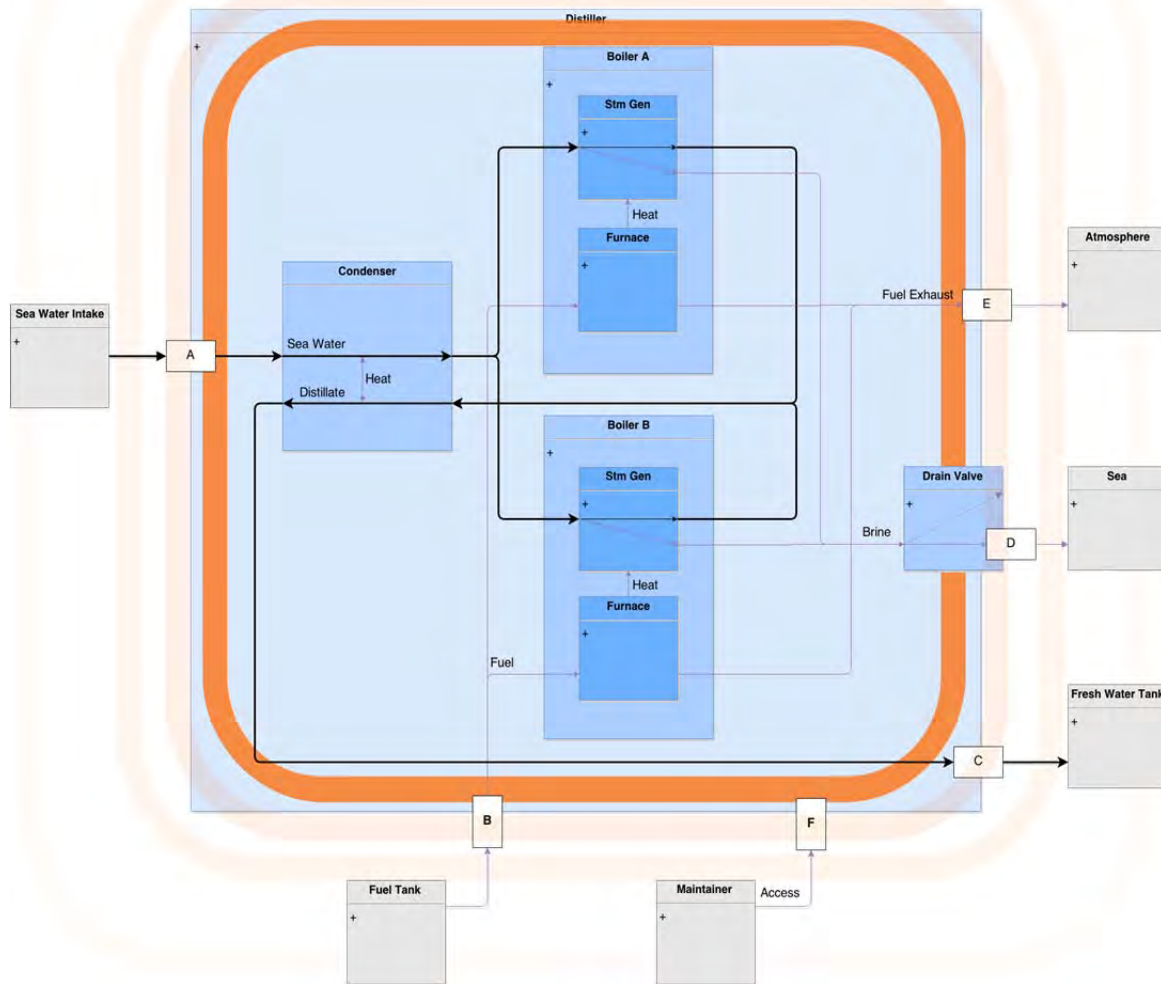 Distiller
+
Boiler A
+
Stm Gen
+
Heat
Furnace
+
Atmosphere
+
Condenser
Fuel Exhaust
E
Sea Water Intake
+
A
Sea Water
Heat
Distillate
Boiler B
+
Stm Gen
+
Drain Valve
+
Sea
+
Brine
D
Heat
Furnace
+
Fuel
Fresh Water Tank
+
C
B
F
Fuel Tank
+
Maintainer
+
Access